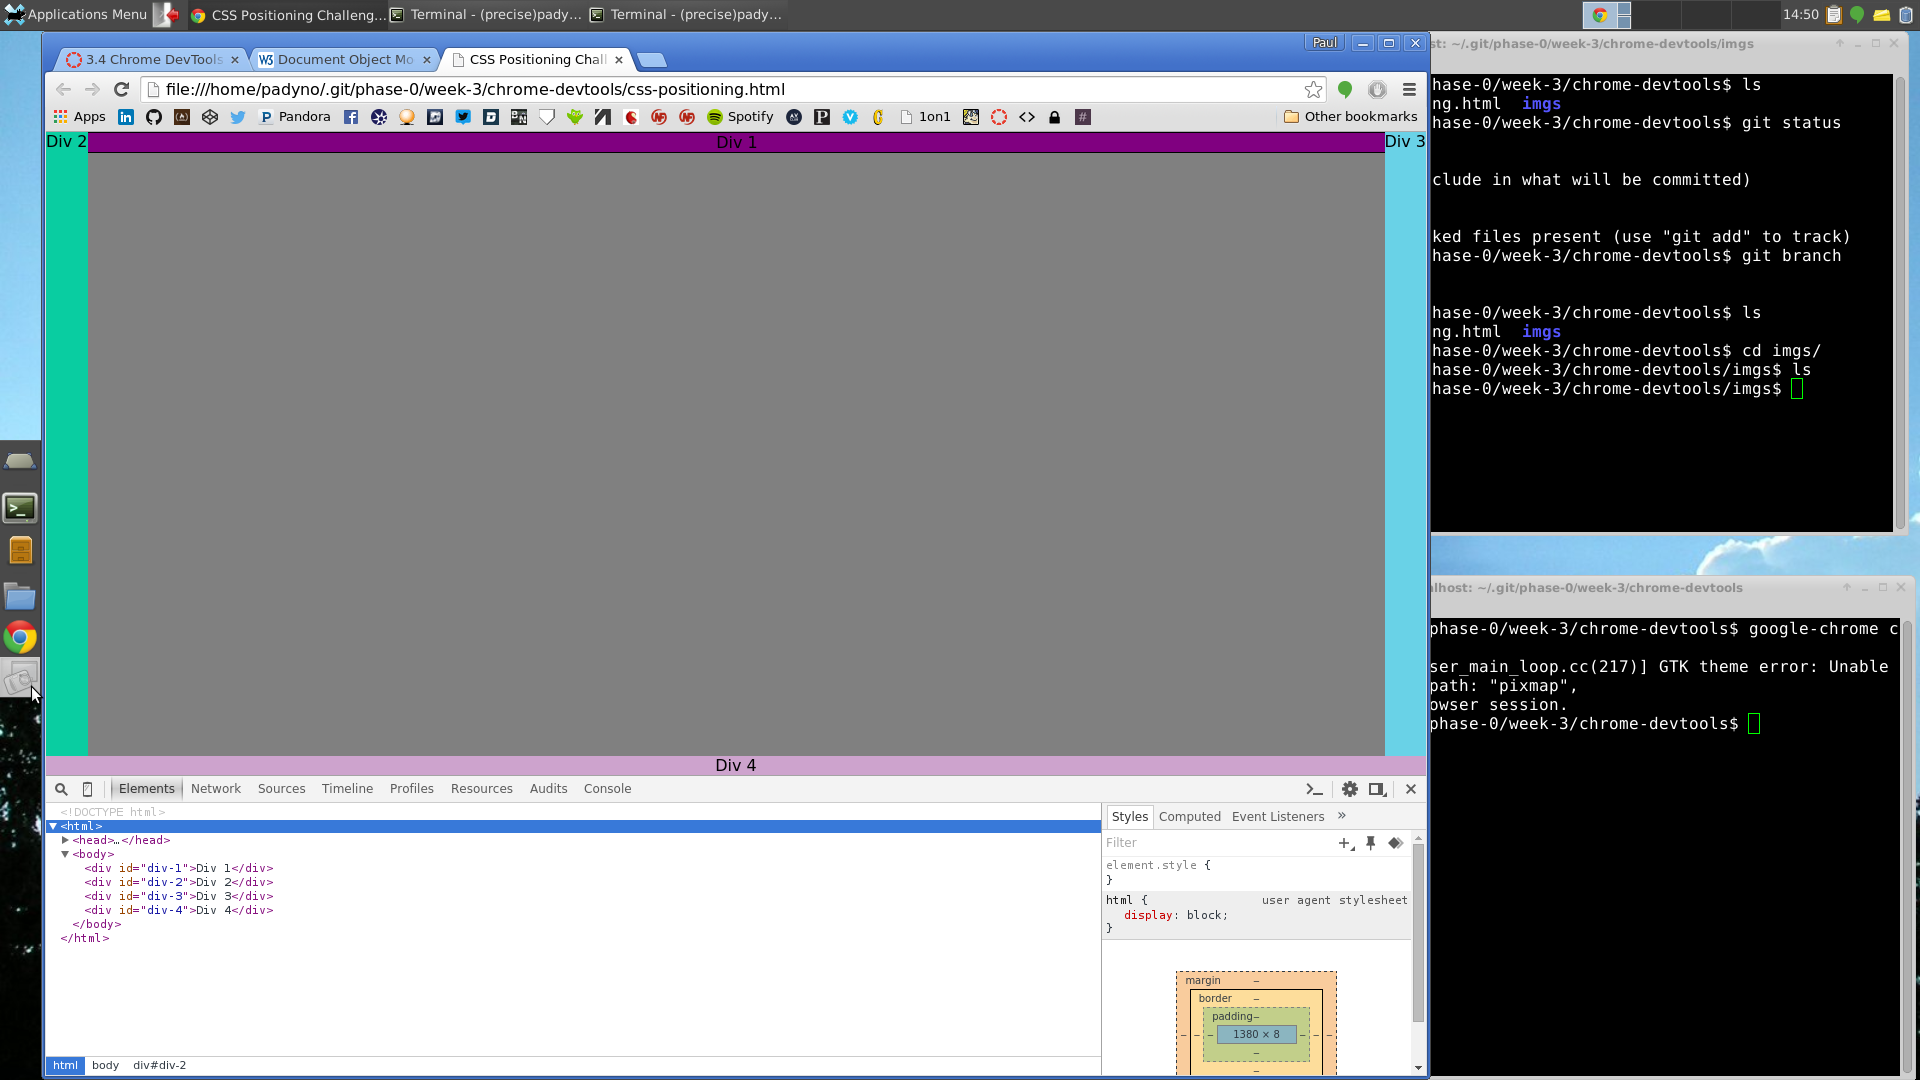 Applications Menu
CSS Positioning Challeng...
Terminal - (precise)pady...
Terminal - (precise)pady...
14:50
Paul
3.4 Chrome DevTools
W3 Document Object Mo
CSS Positioning Chall
file:///home/padyno/.git/phase-0/week-3/chrome-devtools/css-positioning.html
Apps
Pandora
Spotify
1on1
Other bookmarks
Div 2
Div 1
Div 3
Div 4
Elements Network Sources Timeline Profiles Resources Audits Console
<!DOCTYPE html>
<html>
<head>…</head>
<body>
<div id="div-1">Div 1</div>
<div id="div-2">Div 2</div>
<div id="div-3">Div 3</div>
<div id="div-4">Div 4</div>
</body>
</html>
html body div#div-2
Styles Computed Event Listeners »
Filter
element.style {
}
html { user agent stylesheet
display: block;
}
margin –
border –
padding–
– – – 1380 × 8 – – –
–
–
st: ~/.git/phase-0/week-3/chrome-devtools/imgs
hase-0/week-3/chrome-devtools$ ls
ng.html imgs
hase-0/week-3/chrome-devtools$ git status
clude in what will be committed)
ked files present (use "git add" to track)
hase-0/week-3/chrome-devtools$ git branch
hase-0/week-3/chrome-devtools$ ls
ng.html imgs
hase-0/week-3/chrome-devtools$ cd imgs/
hase-0/week-3/chrome-devtools/imgs$ ls
hase-0/week-3/chrome-devtools/imgs$
lhost: ~/.git/phase-0/week-3/chrome-devtools
phase-0/week-3/chrome-devtools$ google-chrome c
ser_main_loop.cc(217)] GTK theme error: Unable
path: "pixmap",
owser session.
phase-0/week-3/chrome-devtools$